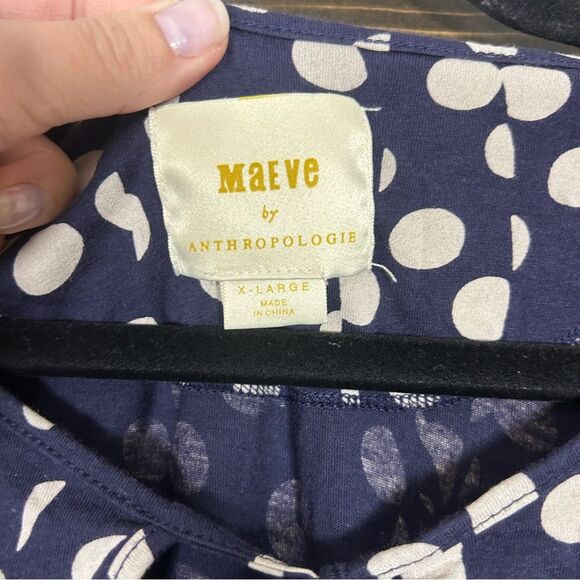 MaEVe
by
ANTHROPOLOGIE
X-LARGE
MADE
IN CHINA